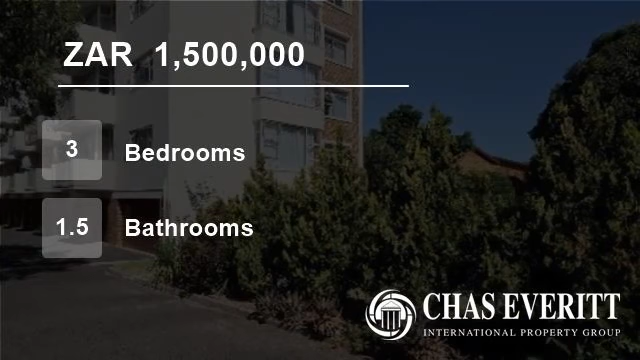 ZAR 1,500,000
3 Bedrooms
1.5 Bathrooms
CHAS EVERITT
INTERNATIONAL PROPERTY GROUP